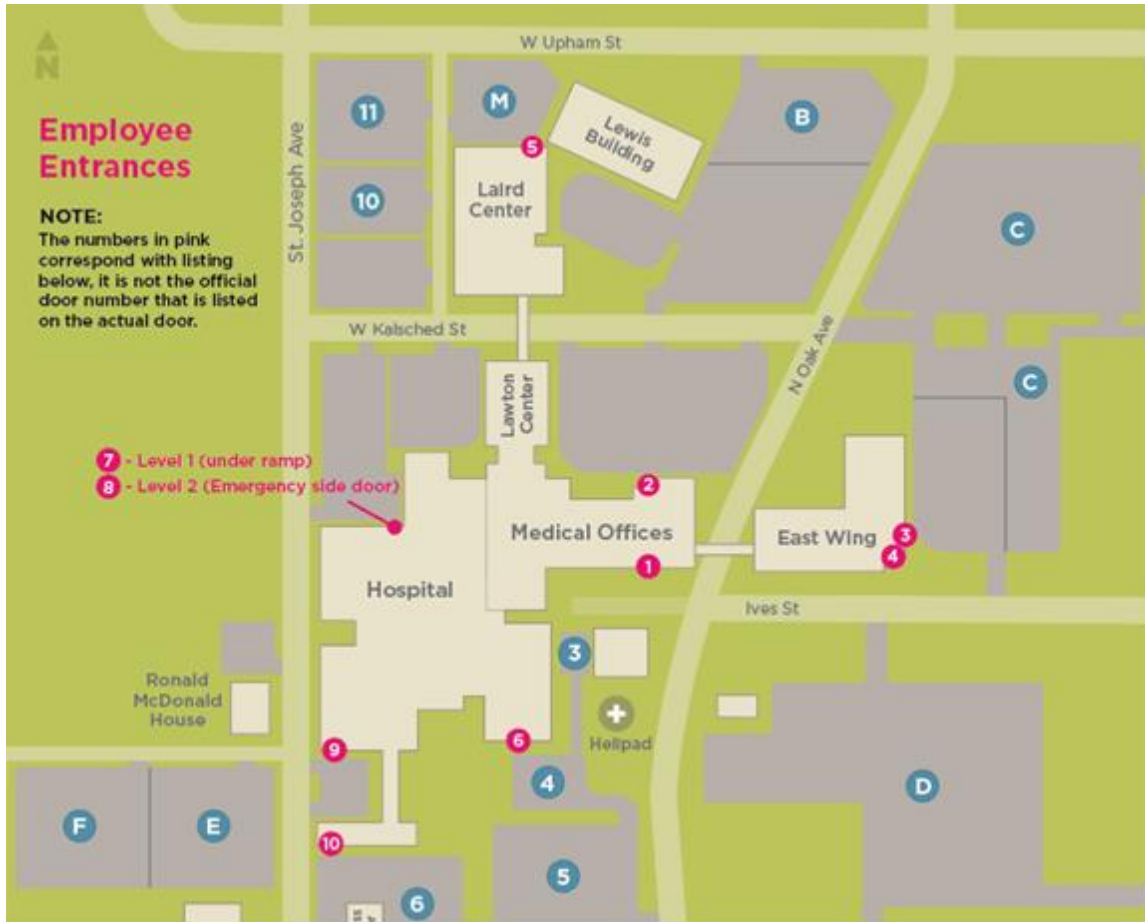 W Upham St
N
11
M
B
Employee
Entrances
5
Lewis
Building
NOTE:
The numbers in pink
correspond with listing
below, it is not the official
door number that is listed
on the actual door.
St. Joseph Ave
10
Laird
Center
C
W Kalsched St
N Oak Ave
Lawton
Center
C
7 - Level 1 (under ramp)
8 - Level 2 (Emergency side door)
2
Medical Offices
East Wing
3
4
1
Hospital
Ives St
3
Ronald
McDonald
House
Helipad
6
9
4
D
F
E
10
5
6